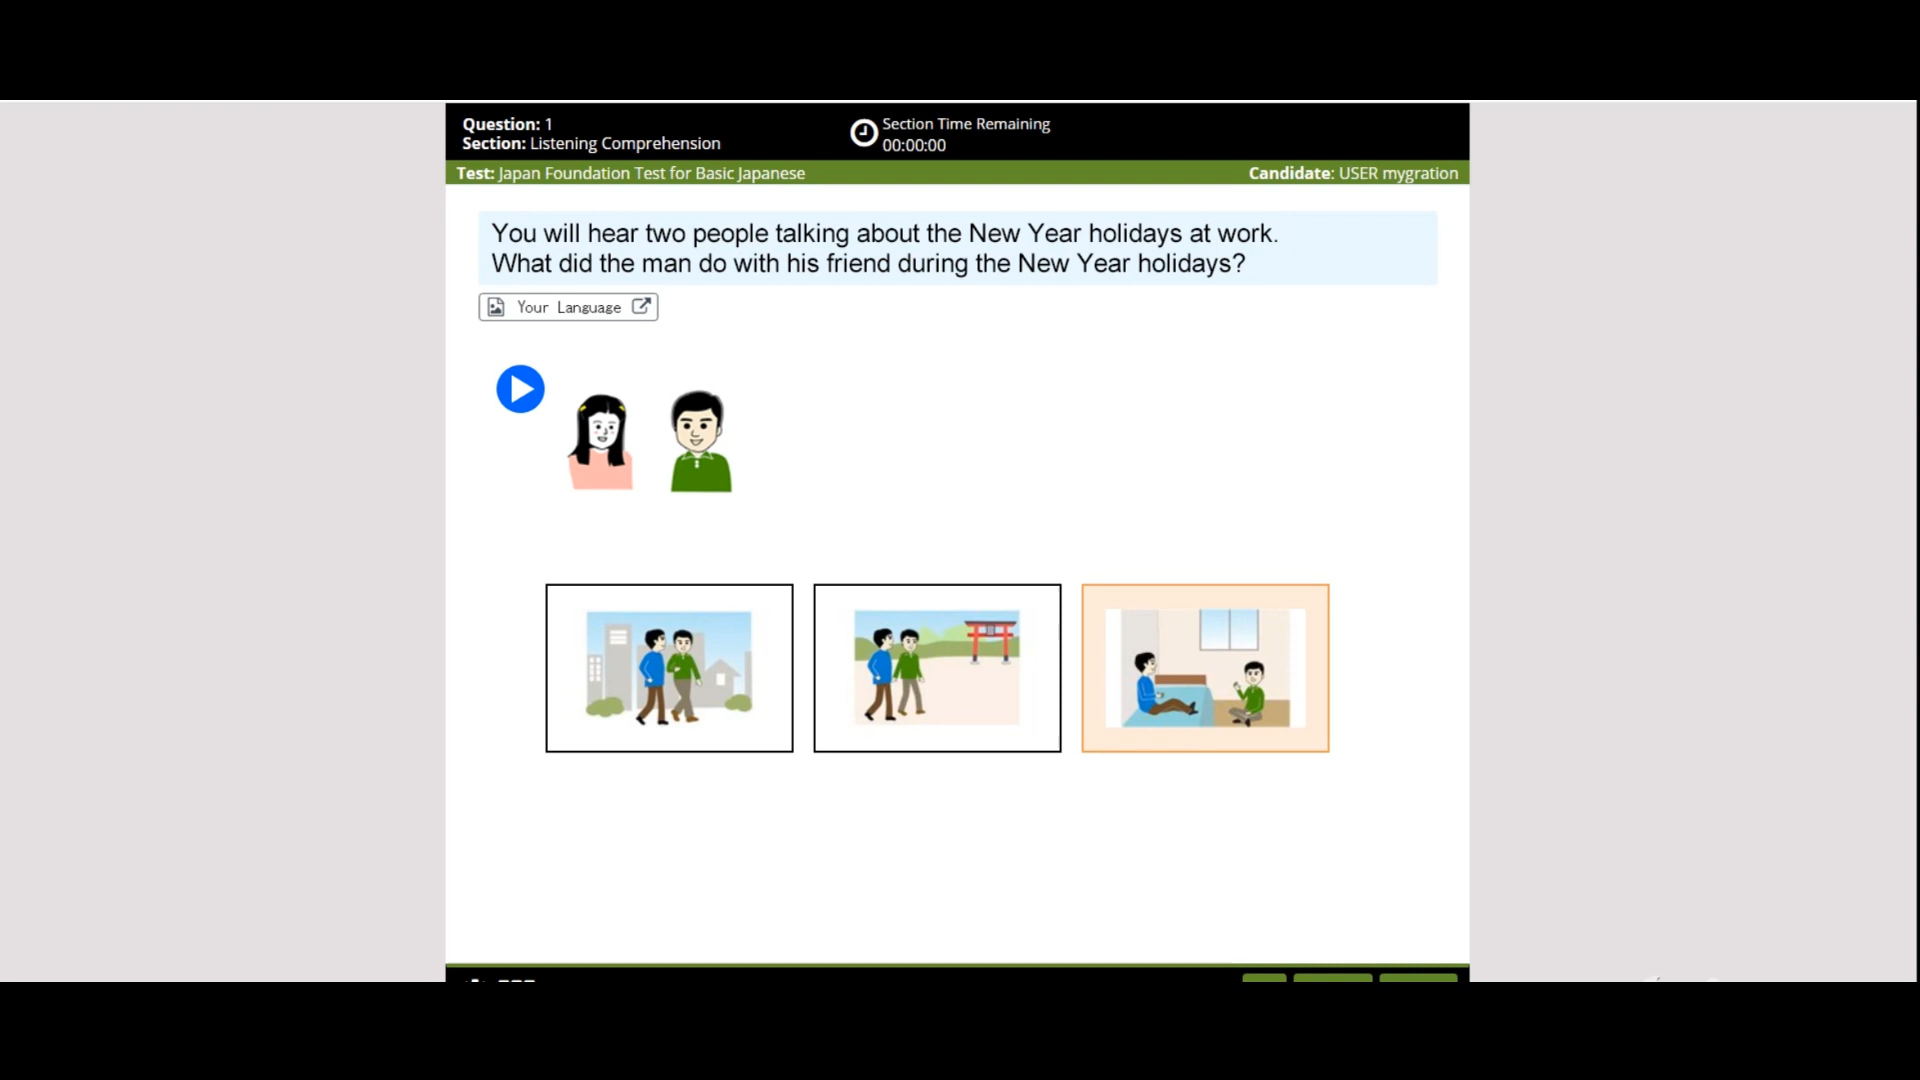 Question: 1
Section: Listening Comprehension
Section Time Remaining
00:00:00
Test: Japan Foundation Test for Basic Japanese
Candidate: USER mygration
You will hear two people talking about the New Year holidays at work.
What did the man do with his friend during the New Year holidays?
Your Language